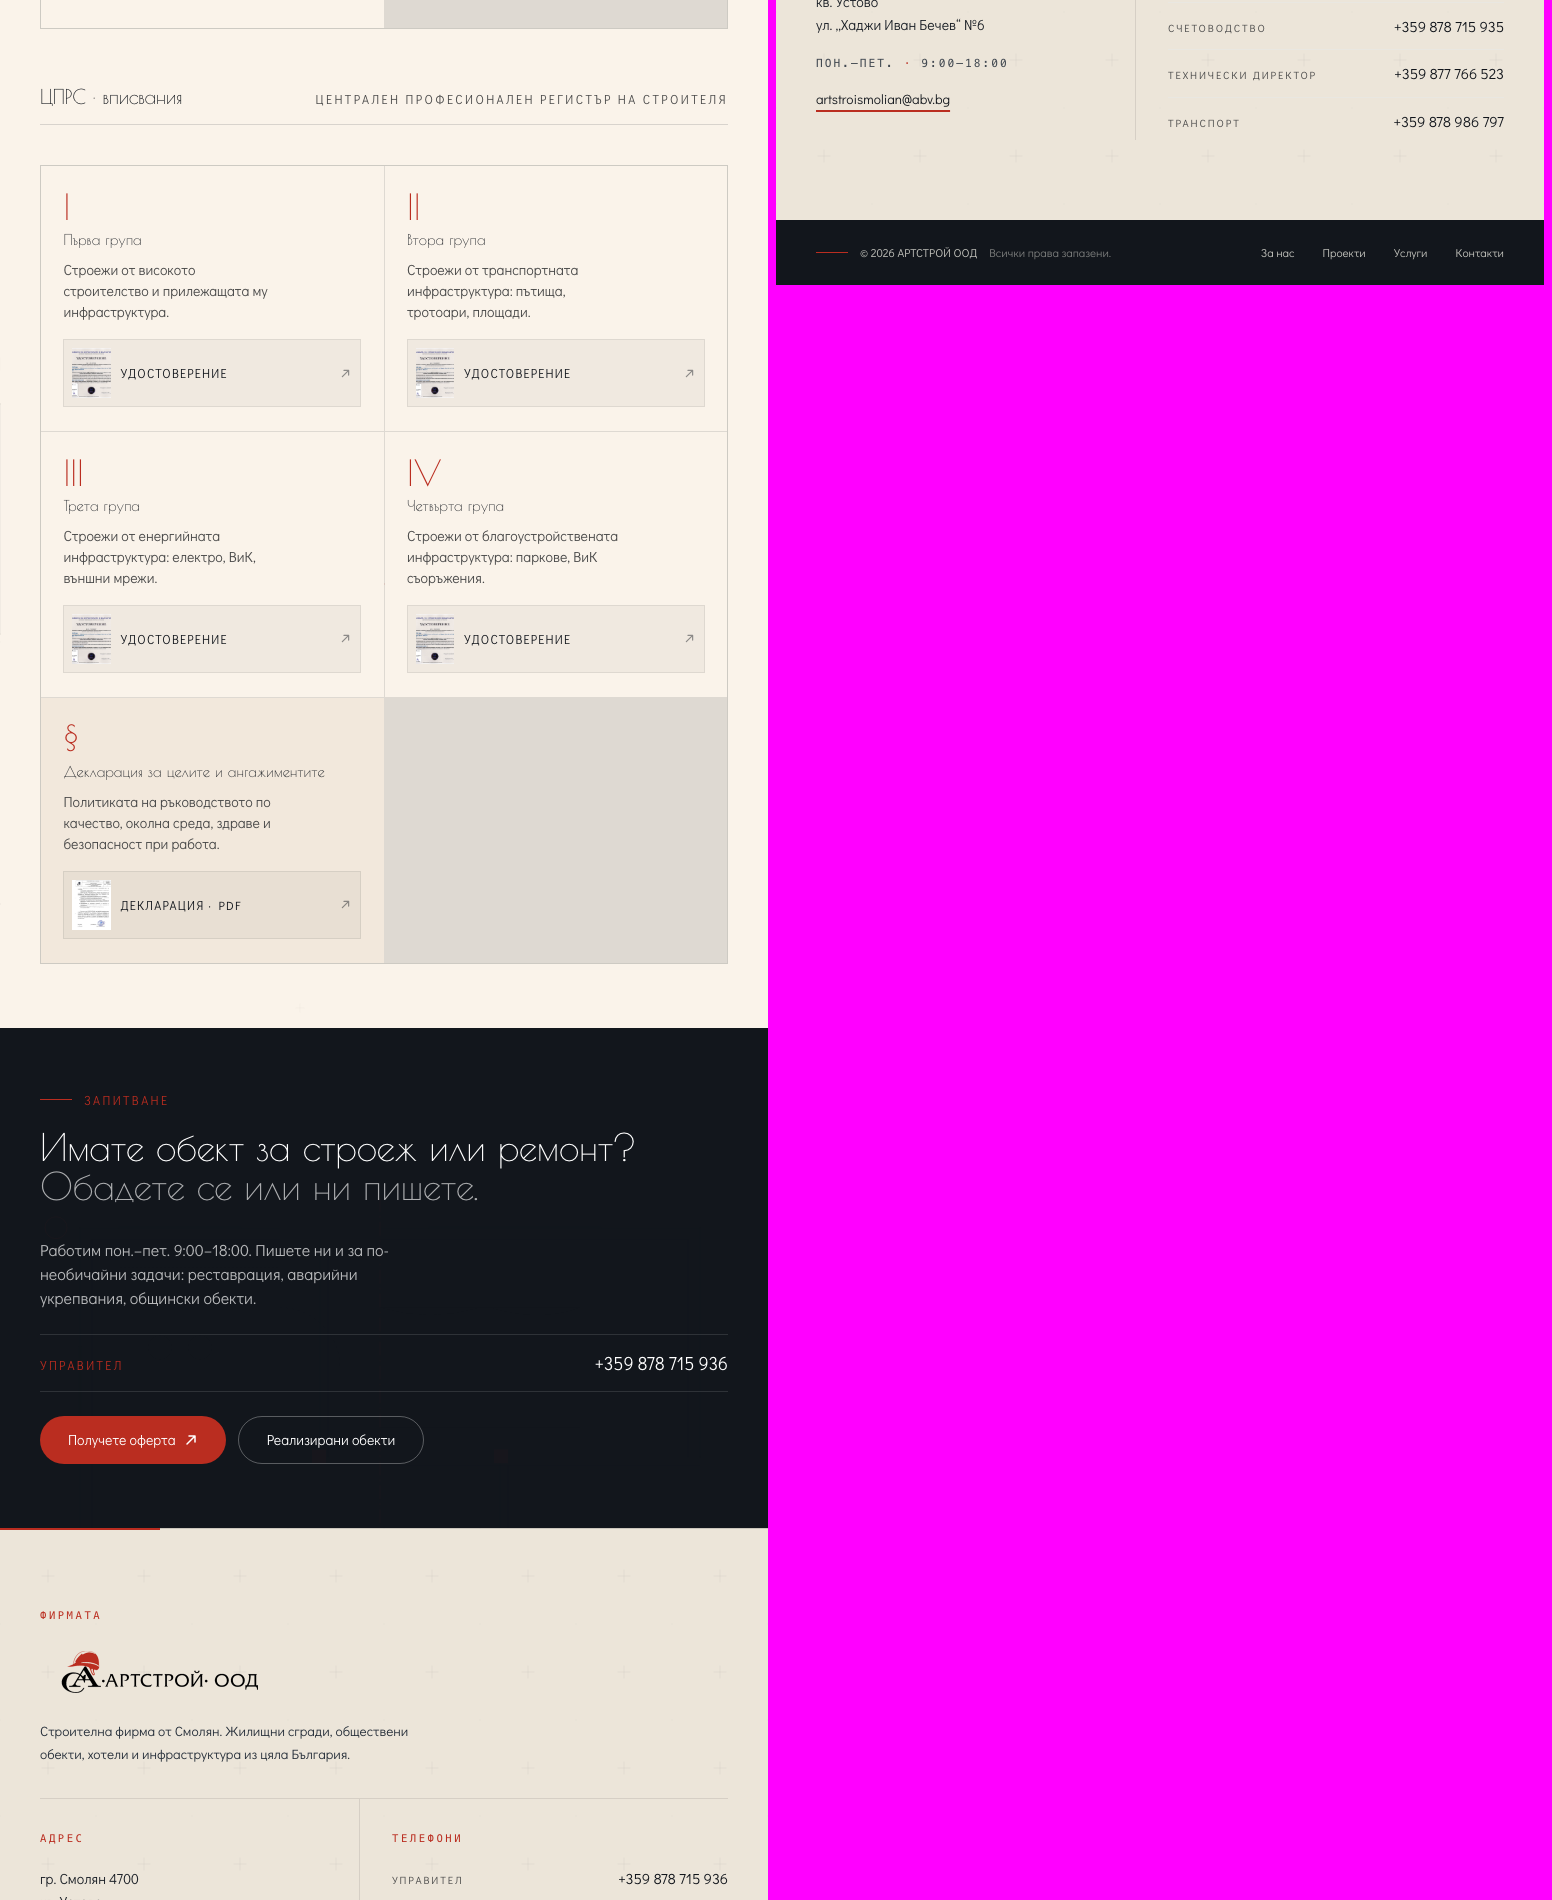 ЦПРС · вписвания
ЦЕНТРАЛЕН ПРОФЕСИОНАЛЕН РЕГИСТЪР НА СТРОИТЕЛЯ
I
Първа група
Строежи от високото
строителство и прилежащата му
инфраструктура.
УДОСТОВЕРЕНИЕ
II
Втора група
Строежи от транспортната
инфраструктура: пътища,
тротоари, площади.
УДОСТОВЕРЕНИЕ
III
Трета група
Строежи от енергийната
инфраструктура: електро, ВиК,
външни мрежи.
УДОСТОВЕРЕНИЕ
IV
Четвърта група
Строежи от благоустройствената
инфраструктура: паркове, ВиК
съоръжения.
УДОСТОВЕРЕНИЕ
§
Декларация за целите и ангажиментите
Политиката на ръководството по
качество, околна среда, здраве и
безопасност при работа.
ДЕКЛАРАЦИЯ · PDF
ЗАПИТВАНЕ
Имате обект за строеж или ремонт?
Обадете се или ни пишете.
Работим пон.–пет. 9:00–18:00. Пишете ни и за по-
необичайни задачи: реставрация, аварийни
укрепвания, общински обекти.
УПРАВИТЕЛ
+359 878 715 936
Получете оферта
Реализирани обекти
ФИРМАТА
А·АРТСТРОЙ· ООД
Строителна фирма от Смолян. Жилищни сгради, обществени
обекти, хотели и инфраструктура из цяла България.
АДРЕС
гр. Смолян 4700
ТЕЛЕФОНИ
УПРАВИТЕЛ
+359 878 715 936
кв. Устово
ул. „Хаджи Иван Бечев“ №6
ПОН.–ПЕТ. · 9:00–18:00
artstroismolian@abv.bg
СЧЕТОВОДСТВО
+359 878 715 935
ТЕХНИЧЕСКИ ДИРЕКТОР
+359 877 766 523
ТРАНСПОРТ
+359 878 986 797
© 2026 АРТСТРОЙ ООД
Всички права запазени.
За нас
Проекти
Услуги
Контакти